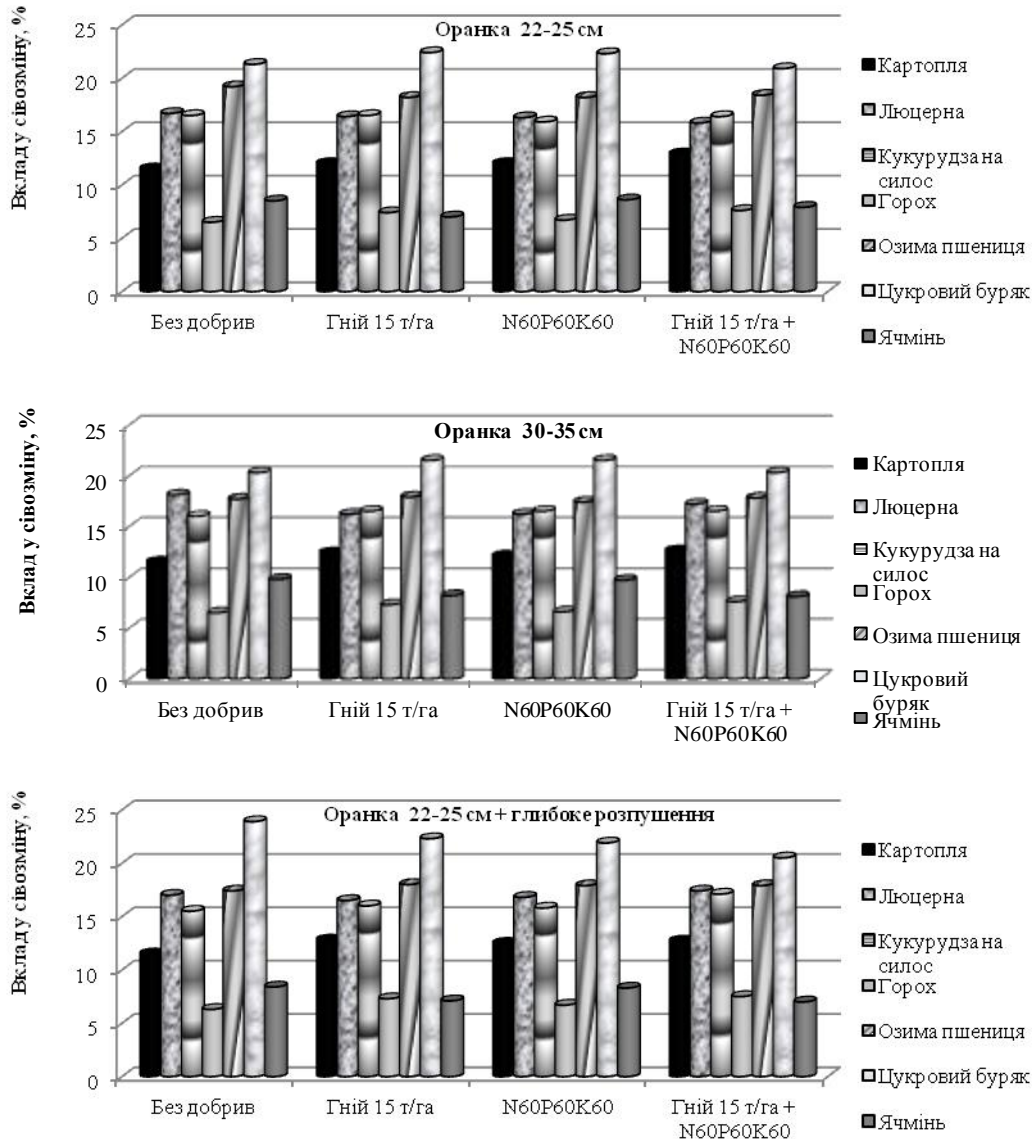 Оранка 22-25 см
Вклад у сівозміну, %
25
20
15
10
5
0
Без добрив
Гній 15 т/га
N60P60K60
Гній 15 т/га +
N60P60K60
Картопля
Люцерна
Кукурудза на
силос
Горох
Озима пшениця
Цукровий буряк
Ячмінь
Оранка 30-35 см
Вклад у сівозміну, %
25
20
15
10
5
0
Без добрив
Гній 15 т/га
N60P60K60
Гній 15 т/га +
N60P60K60
Картопля
Люцерна
Кукурудза на
силос
Горох
Озима пшениця
Цукровий
буряк
Ячмінь
Оранка 22-25 см + глибоке розпушення
Вклад у сівозміну, %
25
20
15
10
5
0
Без добрив
Гній 15 т/га
N60P60K60
Гній 15 т/га +
N60P60K60
Картопля
Люцерна
Кукурудза на
силос
Горох
Озима пшениця
Цукровий буряк
Ячмінь